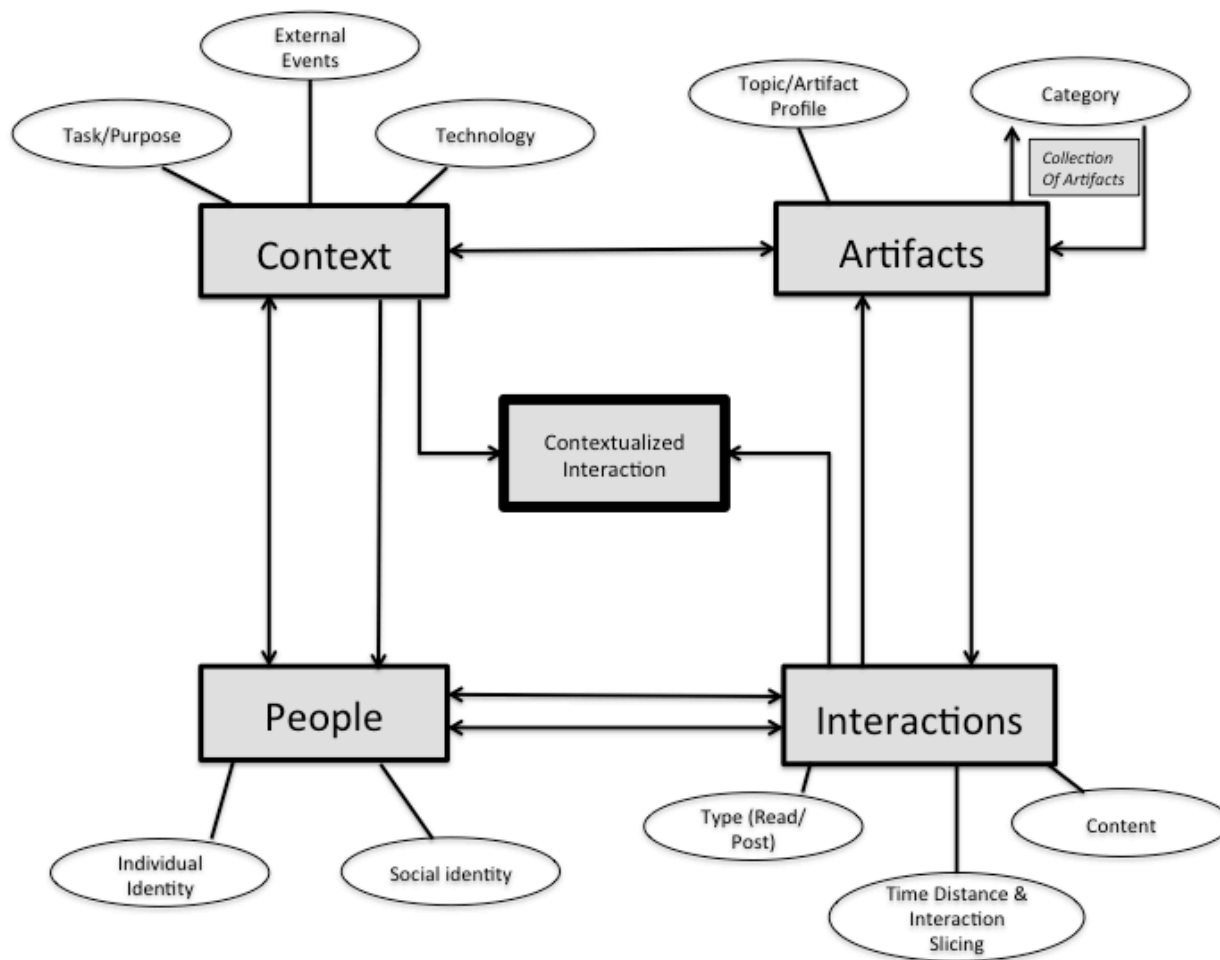 External
Events
Task/Purpose
Technology
Topic/Artifact
Profile
Category
Collection
Of Artifacts
Context
Artifacts
Contextualized
Interaction
People
Interactions
Individual
Identity
Social identity
Type (Read/
Post)
Content
Time Distance &
Interaction
Slicing